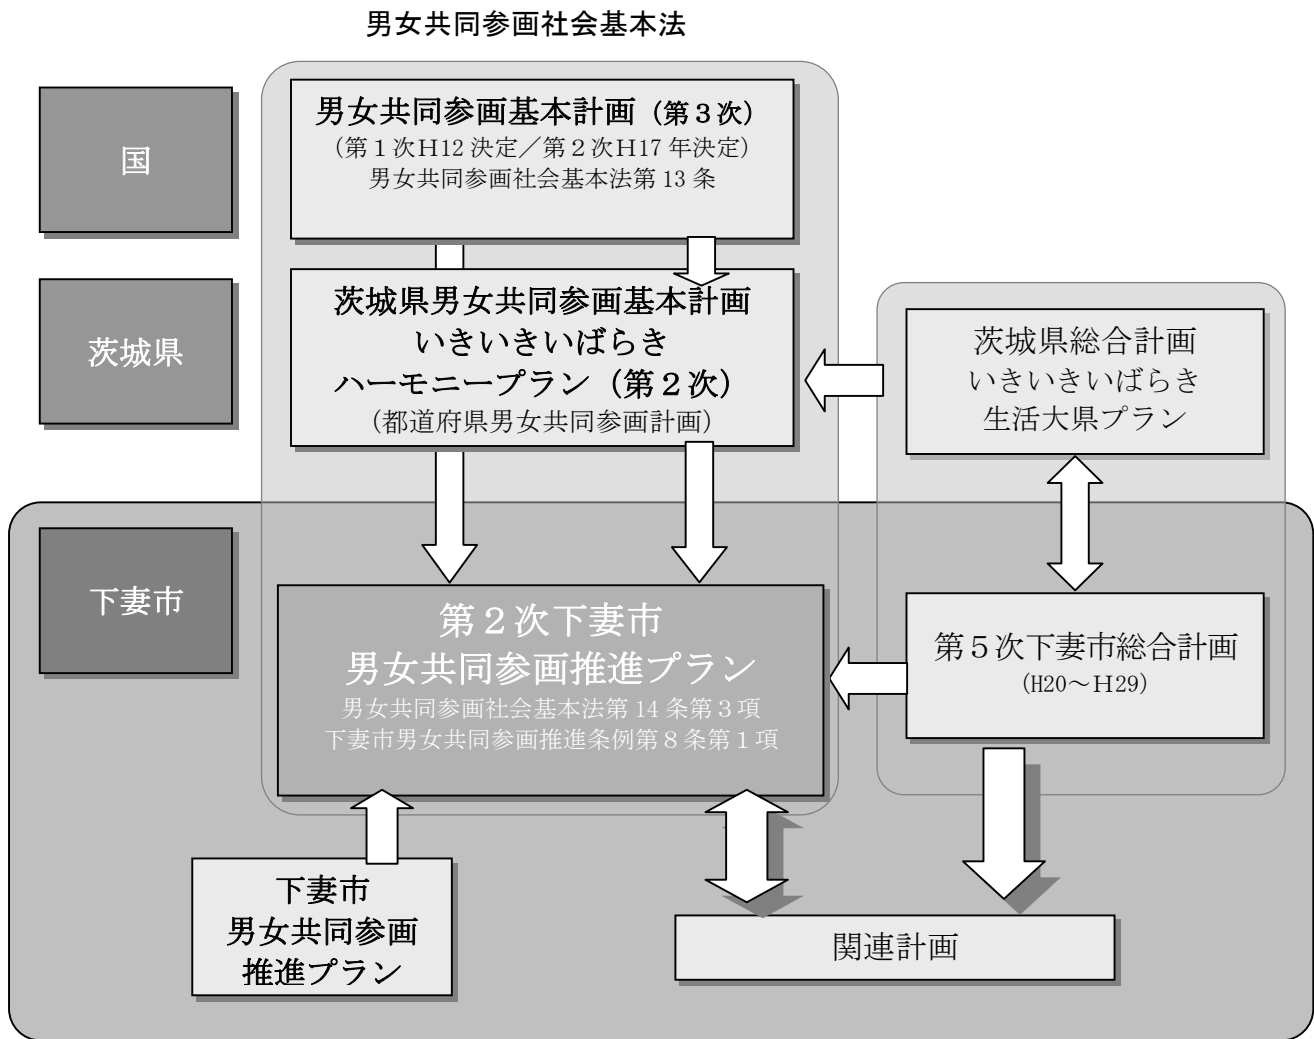 男女共同参画社会基本法
国
男女共同参画基本計画（第３次）
（第１次Ｈ12 決定／第２次Ｈ17 年決定）
男女共同参画社会基本法第 13 条
茨城県
茨城県男女共同参画基本計画
いきいきいばらき
ハーモニープラン（第２次）
（都道府県男女共同参画計画）
茨城県総合計画
いきいきいばらき
生活大県プラン
下妻市
第２次下妻市
男女共同参画推進プラン
男女共同参画社会基本法第 14 条第３項
下妻市男女共同参画推進条例第８条第１項
第５次下妻市総合計画
（H20～Ｈ29）
下妻市
男女共同参画
推進プラン
関連計画